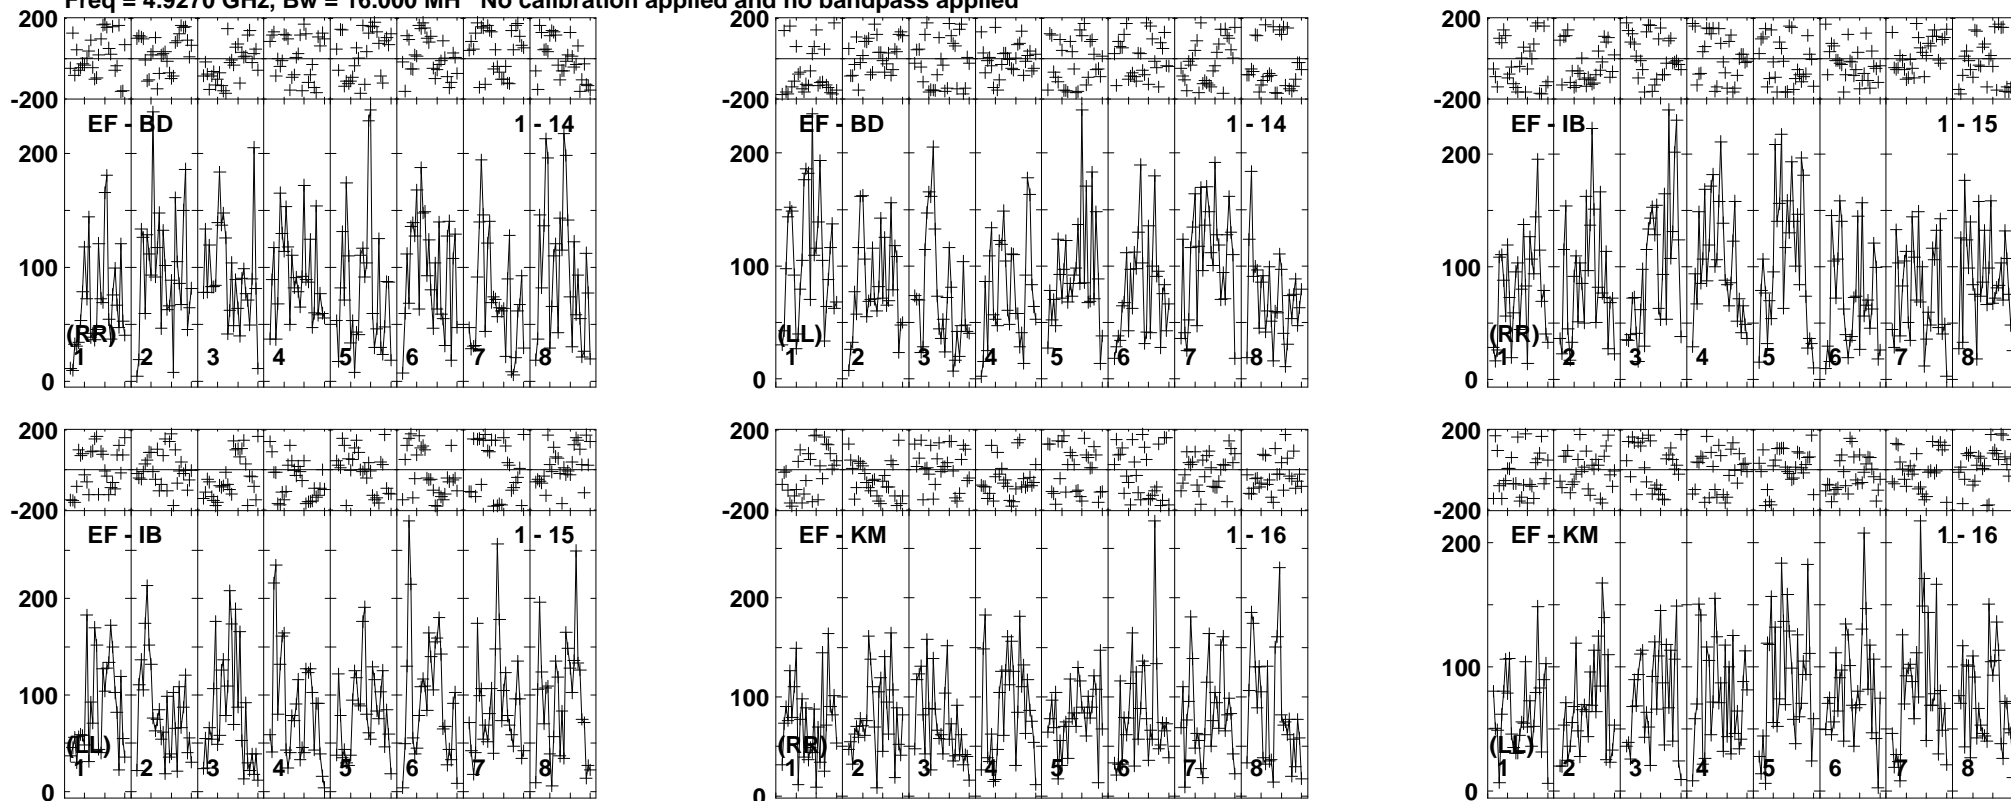 Freq = 4.9270 GHz, Bw = 16.000 MH No calibration applied and no bandpass applied
200
-200
EF - BD 1 - 14
200
100
0
(RR)
1 2 3 4 5 6 7 8
200
-200
EF - BD 1 - 14
200
100
0
(LL)
1 2 3 4 5 6 7 8
200
-200
EF - IB 1 - 15
200
100
0
(RR)
1 2 3 4 5 6 7 8
200
-200
EF - IB 1 - 15
200
100
0
(LL)
1 2 3 4 5 6 7 8
200
-200
EF - KM 1 - 16
200
100
0
(RR)
1 2 3 4 5 6 7 8
200
-200
EF - KM 1 - 16
200
100
0
(LL)
1 2 3 4 5 6 7 8